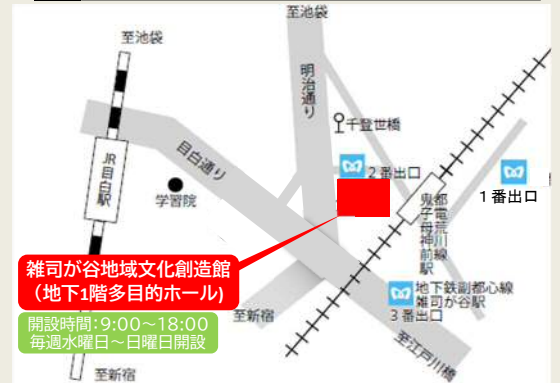 至池袋
至池袋
明治通り
千登世橋
目白通り
JR目白駅
学習院
2番出口
1番出口
都電荒川線
鬼子母神前駅
雑司が谷地域文化創造館
（地下1階多目的ホール)
地下鉄副都心線
雑司が谷駅
3番出口
開設時間：9:00～18:00
毎週水曜日～日曜日開設
至新宿
至江戸川橋
至新宿